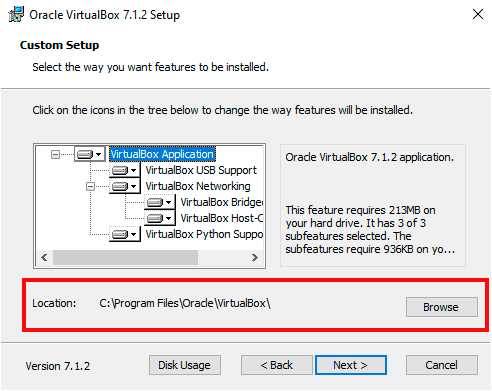 Oracle VirtualBox 7.1.2 Setup
Custom Setup
Select the way you want features to be installed.
Click on the icons in the tree below to change the way features will be installed.
VirtualBox Application
VirtualBox USB Support
VirtualBox Networking
VirtualBox Bridge
VirtualBox Host-C
VirtualBox Python Suppo
Oracle VirtualBox 7.1.2 application.
This feature requires 213MB on
your hard drive. It has 3 of 3
subfeatures selected. The
subfeatures require 936KB on yo...
Location: C:\Program Files\Oracle\VirtualBox\
Browse
Version 7.1.2
Disk Usage
< Back
Next >
Cancel